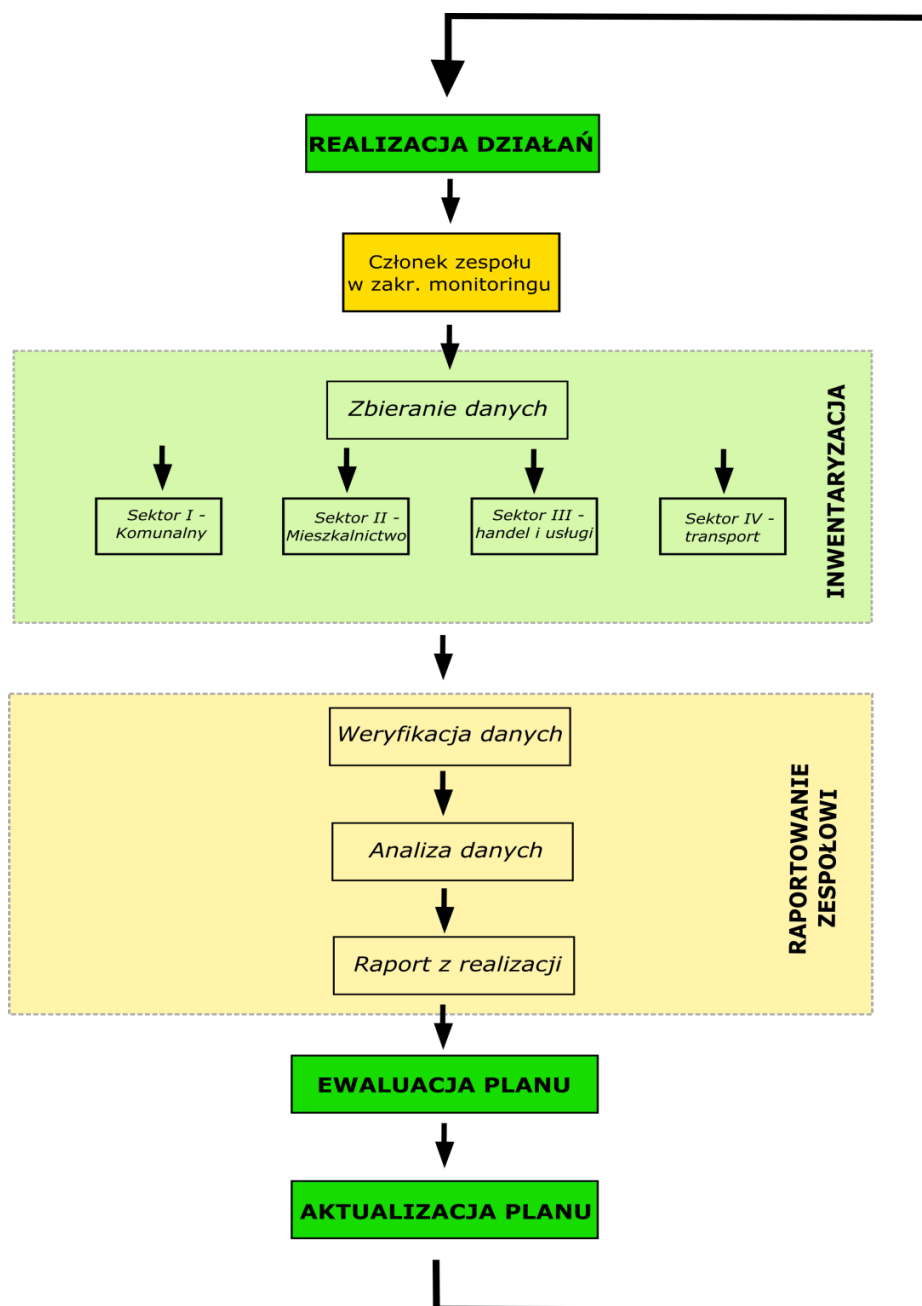 REALIZACJA DZIAŁAŃ
Członek zespołu
w zakr. monitoringu
Zbieranie danych
Sektor I -
Komunalny
Sektor II -
Mieszkalnictwo
Sektor III -
handel i usługi
Sektor IV -
transport
INWENTARYZACJA
Weryfikacja danych
Analiza danych
Raport z realizacji
RAPORTOWANIE
ZESPOŁOWI
EWALUACJA PLANU
AKTUALIZACJA PLANU